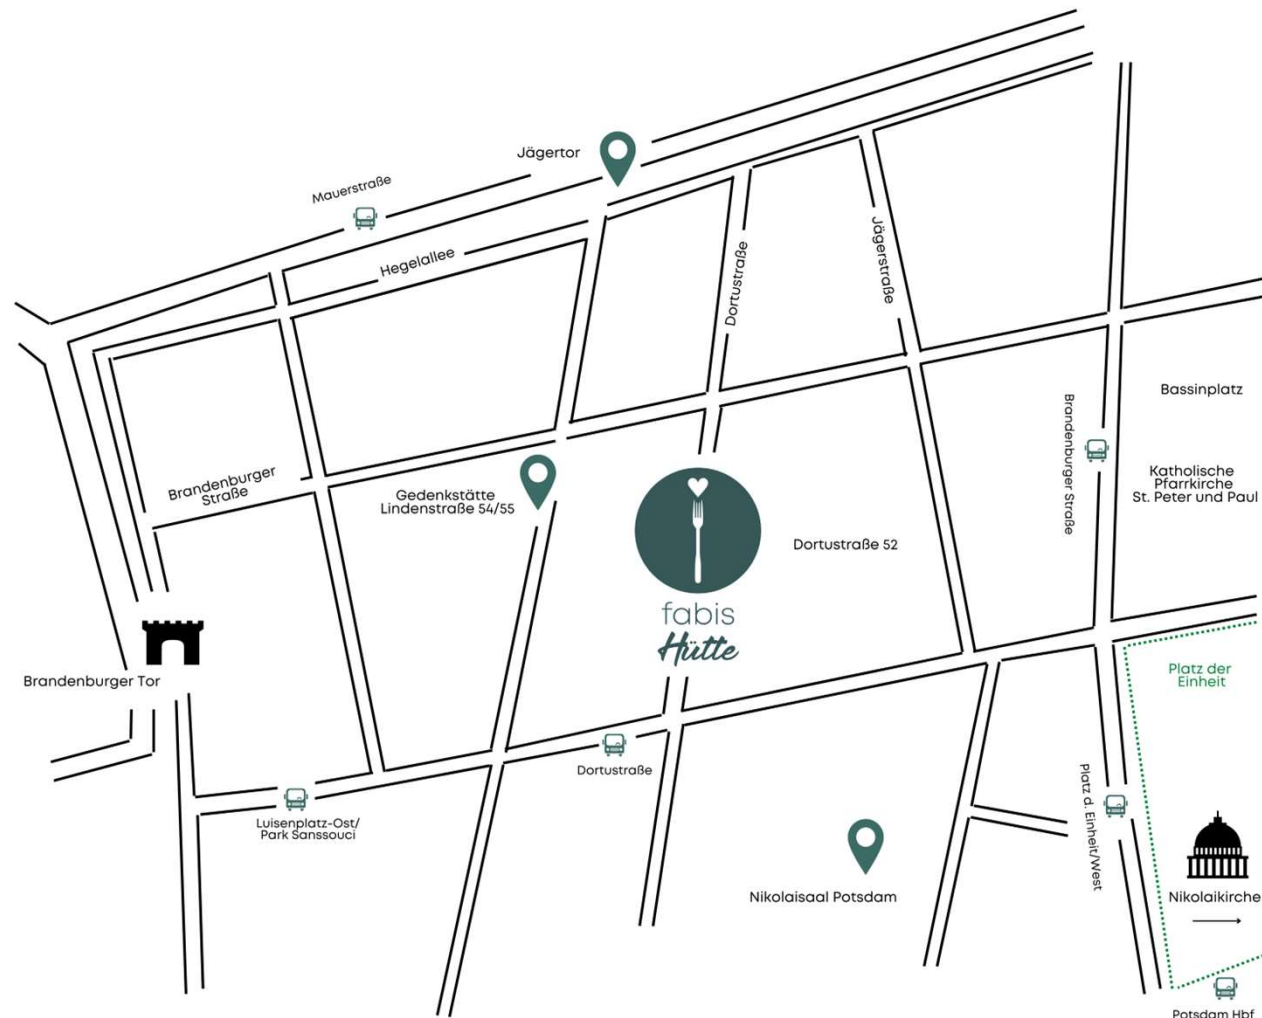 Jägertor
Mauerstraße
Hegelallee
Dortustraße
Jägerstraße
Bassinplatz
Brandenburger Straße
Katholische
Pfarrkirche
St. Peter und Paul
Brandenburger
Straße
Gedenkstätte
Lindenstraße 54/55
Dortustraße 52
fabis
Hütte
Platz der
Einheit
Brandenburger Tor
Dortustraße
Luisenplatz-Ost/
Park Sanssouci
Platz d. Einheit/West
Nikolaisaal Potsdam
Nikolaikirche
Potsdam Hbf